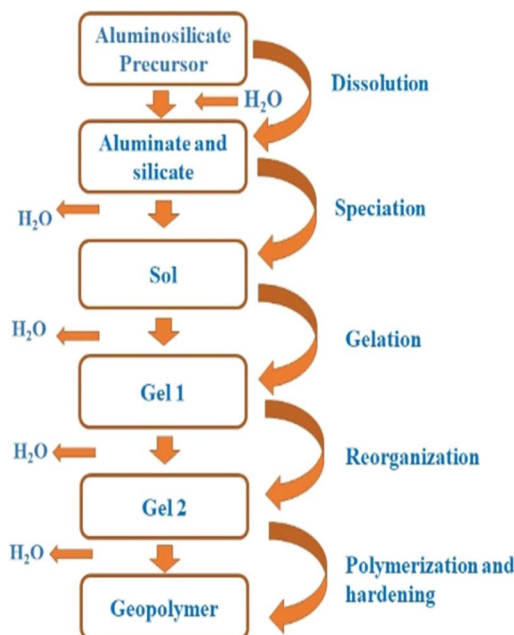 Aluminosilicate
Precursor
H₂O
Dissolution
Aluminate and
silicate
H₂O
Speciation
Sol
H₂O
Gelation
Gel 1
H₂O
Reorganization
Gel 2
H₂O
Polymerization and
hardening
Geopolymer